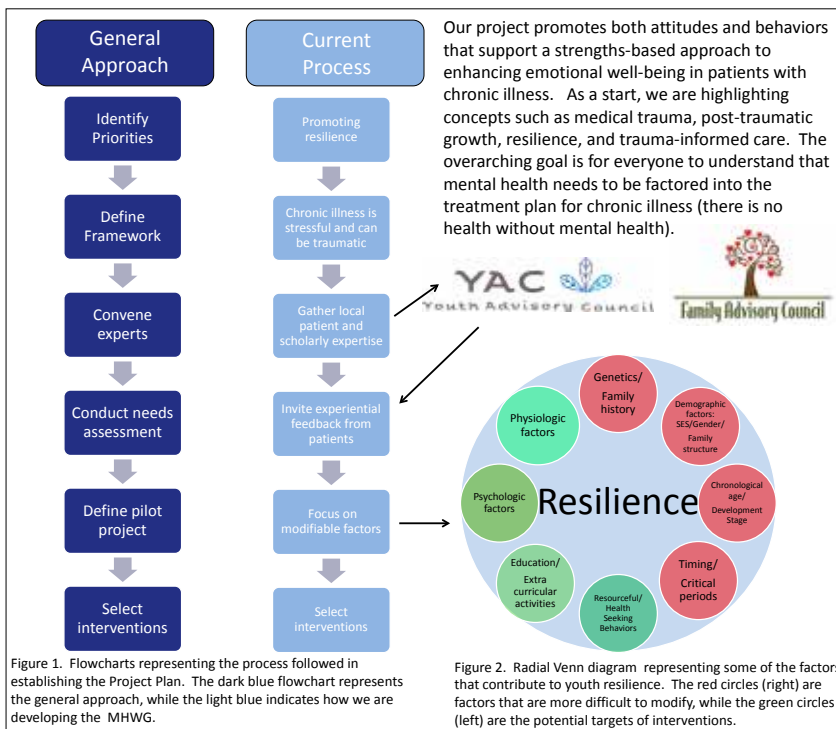 General
Approach
Identify
Priorities
Define
Framework
Convene
experts
Conduct
needs
assessment
Define pilot
project
Select
interventions
Current
Process
Promoting
resilience
Chronic illness is
stressful and can
be traumatic
Gather local
patient and
scholarly expertise
Invite experiential
feedback from
patients
Focus on
modifiable factors
Select
interventions
Figure 1. Flowcharts representing the process followed in
establishing the Project Plan. The dark blue flowchart represents
the general approach, while the light blue indicates how we are
developing the MHWG.
Our project promotes both attitudes and behaviors
that support a strengths-based approach to
enhancing emotional well-being in patients with
chronic illness. As a start, we are highlighting
concepts such as medical trauma, post-traumatic
growth, resilience, and trauma-informed care. The
overarching goal is for everyone to understand that
mental health needs to be factored into the
treatment plan for chronic illness (there is no
health without mental health).
YAC
Youth Advisory Council
Family Advisory Council
Genetics/
Family
history
Demographic
factors:
SES/Gender/
Family
structure
Chronological
age/
Development
Stage
Timing/
Critical
periods
Resourceful/
Health
Seeking
Behaviors
Education/
Extra
curricular
activities
Psychologic
factors
Physiologic
factors
Resilience
Figure 2. Radial Venn diagram representing some of the factors
that contribute to youth resilience. The red circles (right) are
factors that are more difficult to modify, while the green circles
(left) are the potential targets of interventions.